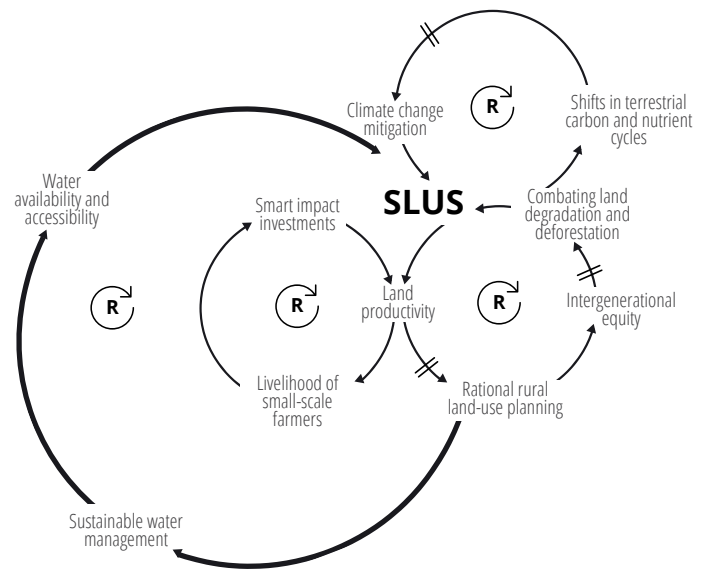 Climate change
mitigation
R
Shifts in terrestrial
carbon and nutrient
cycles
Water
availability and
accessibility
SLUS
Combating land
degradation and
deforestation
Smart impact
investments
R
R
Land
productivity
R
Intergenerational
equity
Livelihood of
small-scale
farmers
Rational rural
land-use planning
Sustainable water
management